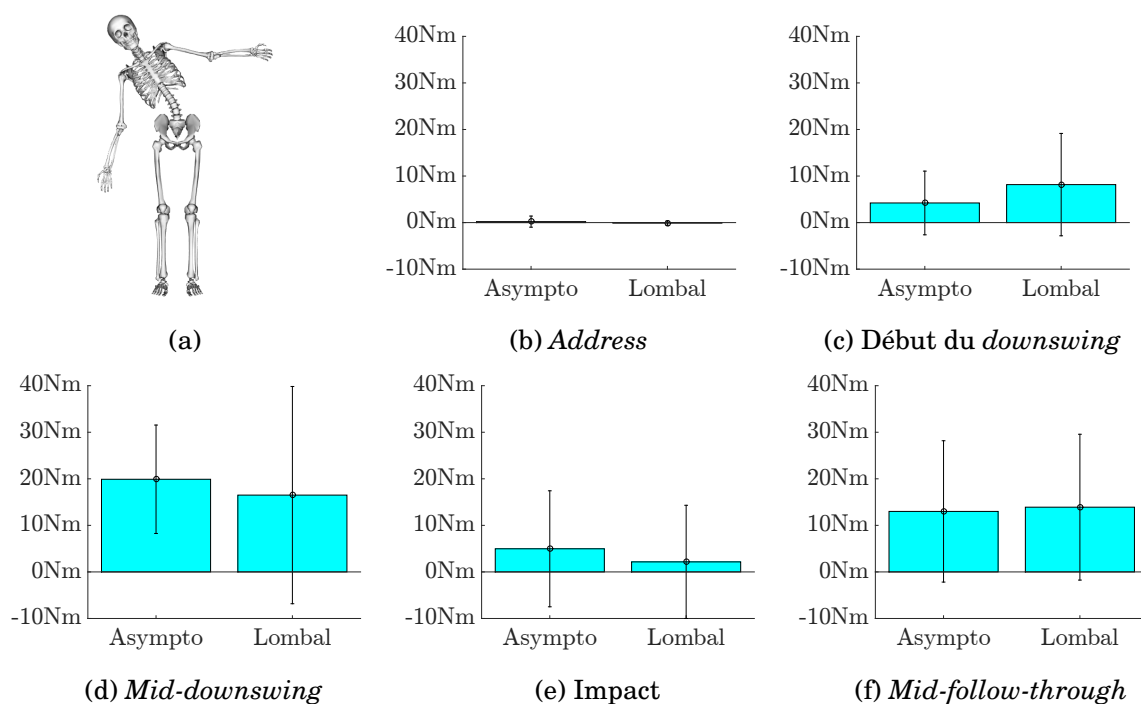 (a)
40Nm
30Nm
20Nm
10Nm
0Nm
-10Nm
Asympto Lombal
(b) Address
40Nm
30Nm
20Nm
10Nm
0Nm
-10Nm
Asympto Lombal
(c) Début du downswing
40Nm
30Nm
20Nm
10Nm
0Nm
-10Nm
Asympto Lombal
(d) Mid-downswing
40Nm
30Nm
20Nm
10Nm
0Nm
-10Nm
Asympto Lombal
(e) Impact
40Nm
30Nm
20Nm
10Nm
0Nm
-10Nm
Asympto Lombal
(f) Mid-follow-through